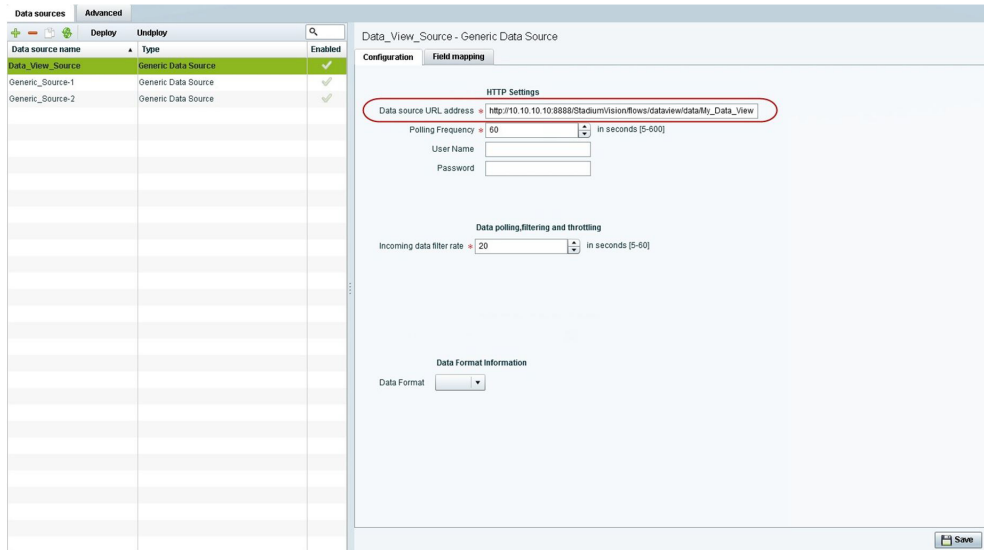 Data sources Advanced
Deploy Undploy
Data source name Type Enabled
Data_View_Source Generic Data Source
Generic_Source-1 Generic Data Source
Generic_Source-2 Generic Data Source
Data_View_Source - Generic Data Source
Configuration Field mapping
HTTP Settings
Data source URL address * http://10.10.10.10:8888/StadiumVision/flows/dataview/data/My_Data_View
Polling Frequency * 60 in seconds [5-600]
User Name
Password
Data polling,filtering and throttling
Incoming data filter rate * 20 in seconds [5-60]
Data Format Information
Data Format
Save